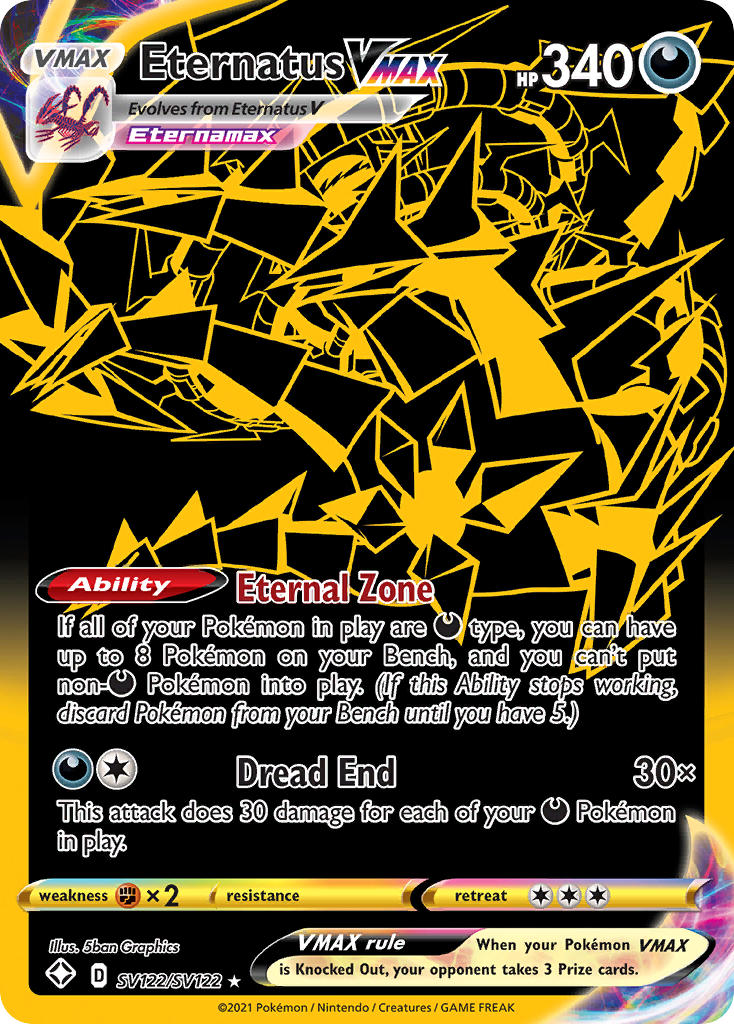 VMAX
Eternatus VMAX
HP 340
Evolves from Eternatus V
Eternamax
Ability Eternal Zone
If all of your Pokémon in play are type, you can have
up to 8 Pokémon on your Bench, and you can't put
non- Pokémon into play. (If this Ability stops working,
discard Pokémon from your Bench until you have 5.)
Dread End 30×
This attack does 30 damage for each of your Pokémon
in play.
weakness ×2 resistance retreat
Illus. 5ban Graphics
VMAX rule When your Pokémon VMAX
is Knocked Out, your opponent takes 3 Prize cards.
D SV122/SV122 ★
©2021 Pokémon / Nintendo / Creatures / GAME FREAK